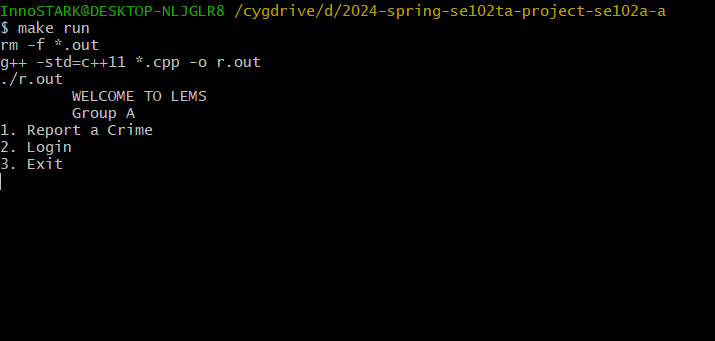 InnoSTARK@DESKTOP-NLJGLR8 /cygdrive/d/2024-spring-se102ta-project-se102a-a
$ make run
rm -f *.out
g++ -std=c++11 *.cpp -o r.out
./r.out
        WELCOME TO LEMS
        Group A
1. Report a Crime
2. Login
3. Exit